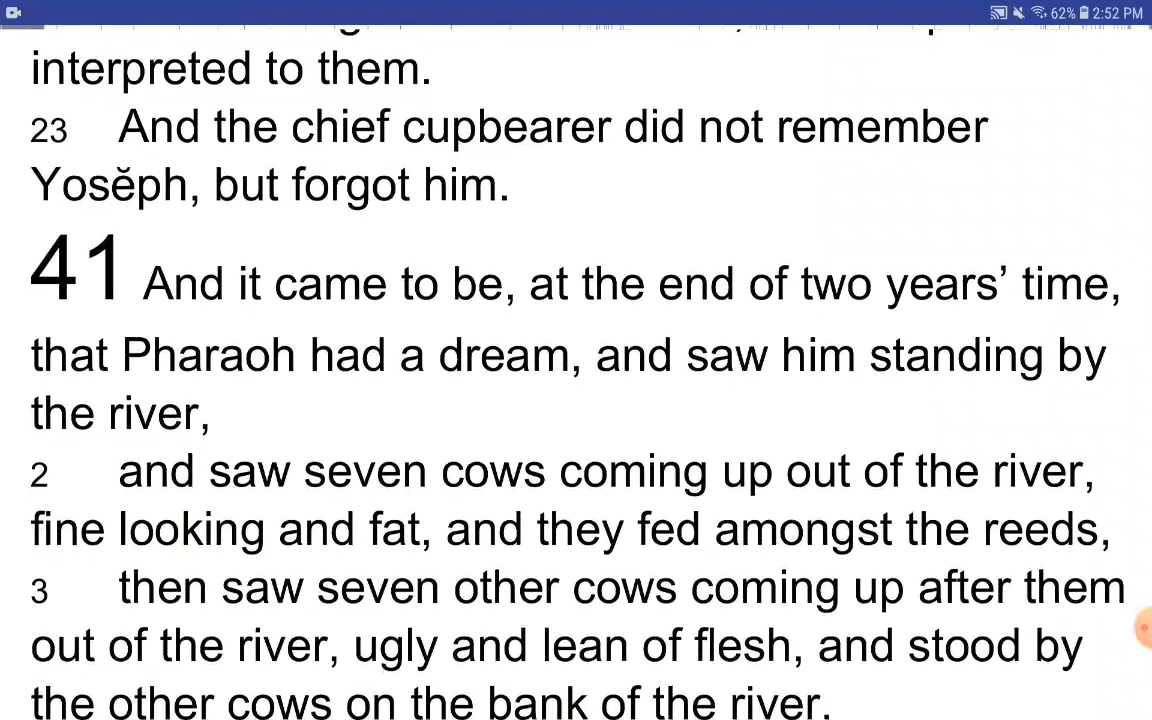 62% 2:52 PM
interpreted to them.
23 And the chief cupbearer did not remember
Yosĕph, but forgot him.
41 And it came to be, at the end of two years’ time,
that Pharaoh had a dream, and saw him standing by
the river,
2 and saw seven cows coming up out of the river,
fine looking and fat, and they fed amongst the reeds,
3 then saw seven other cows coming up after them
out of the river, ugly and lean of flesh, and stood by
the other cows on the bank of the river.